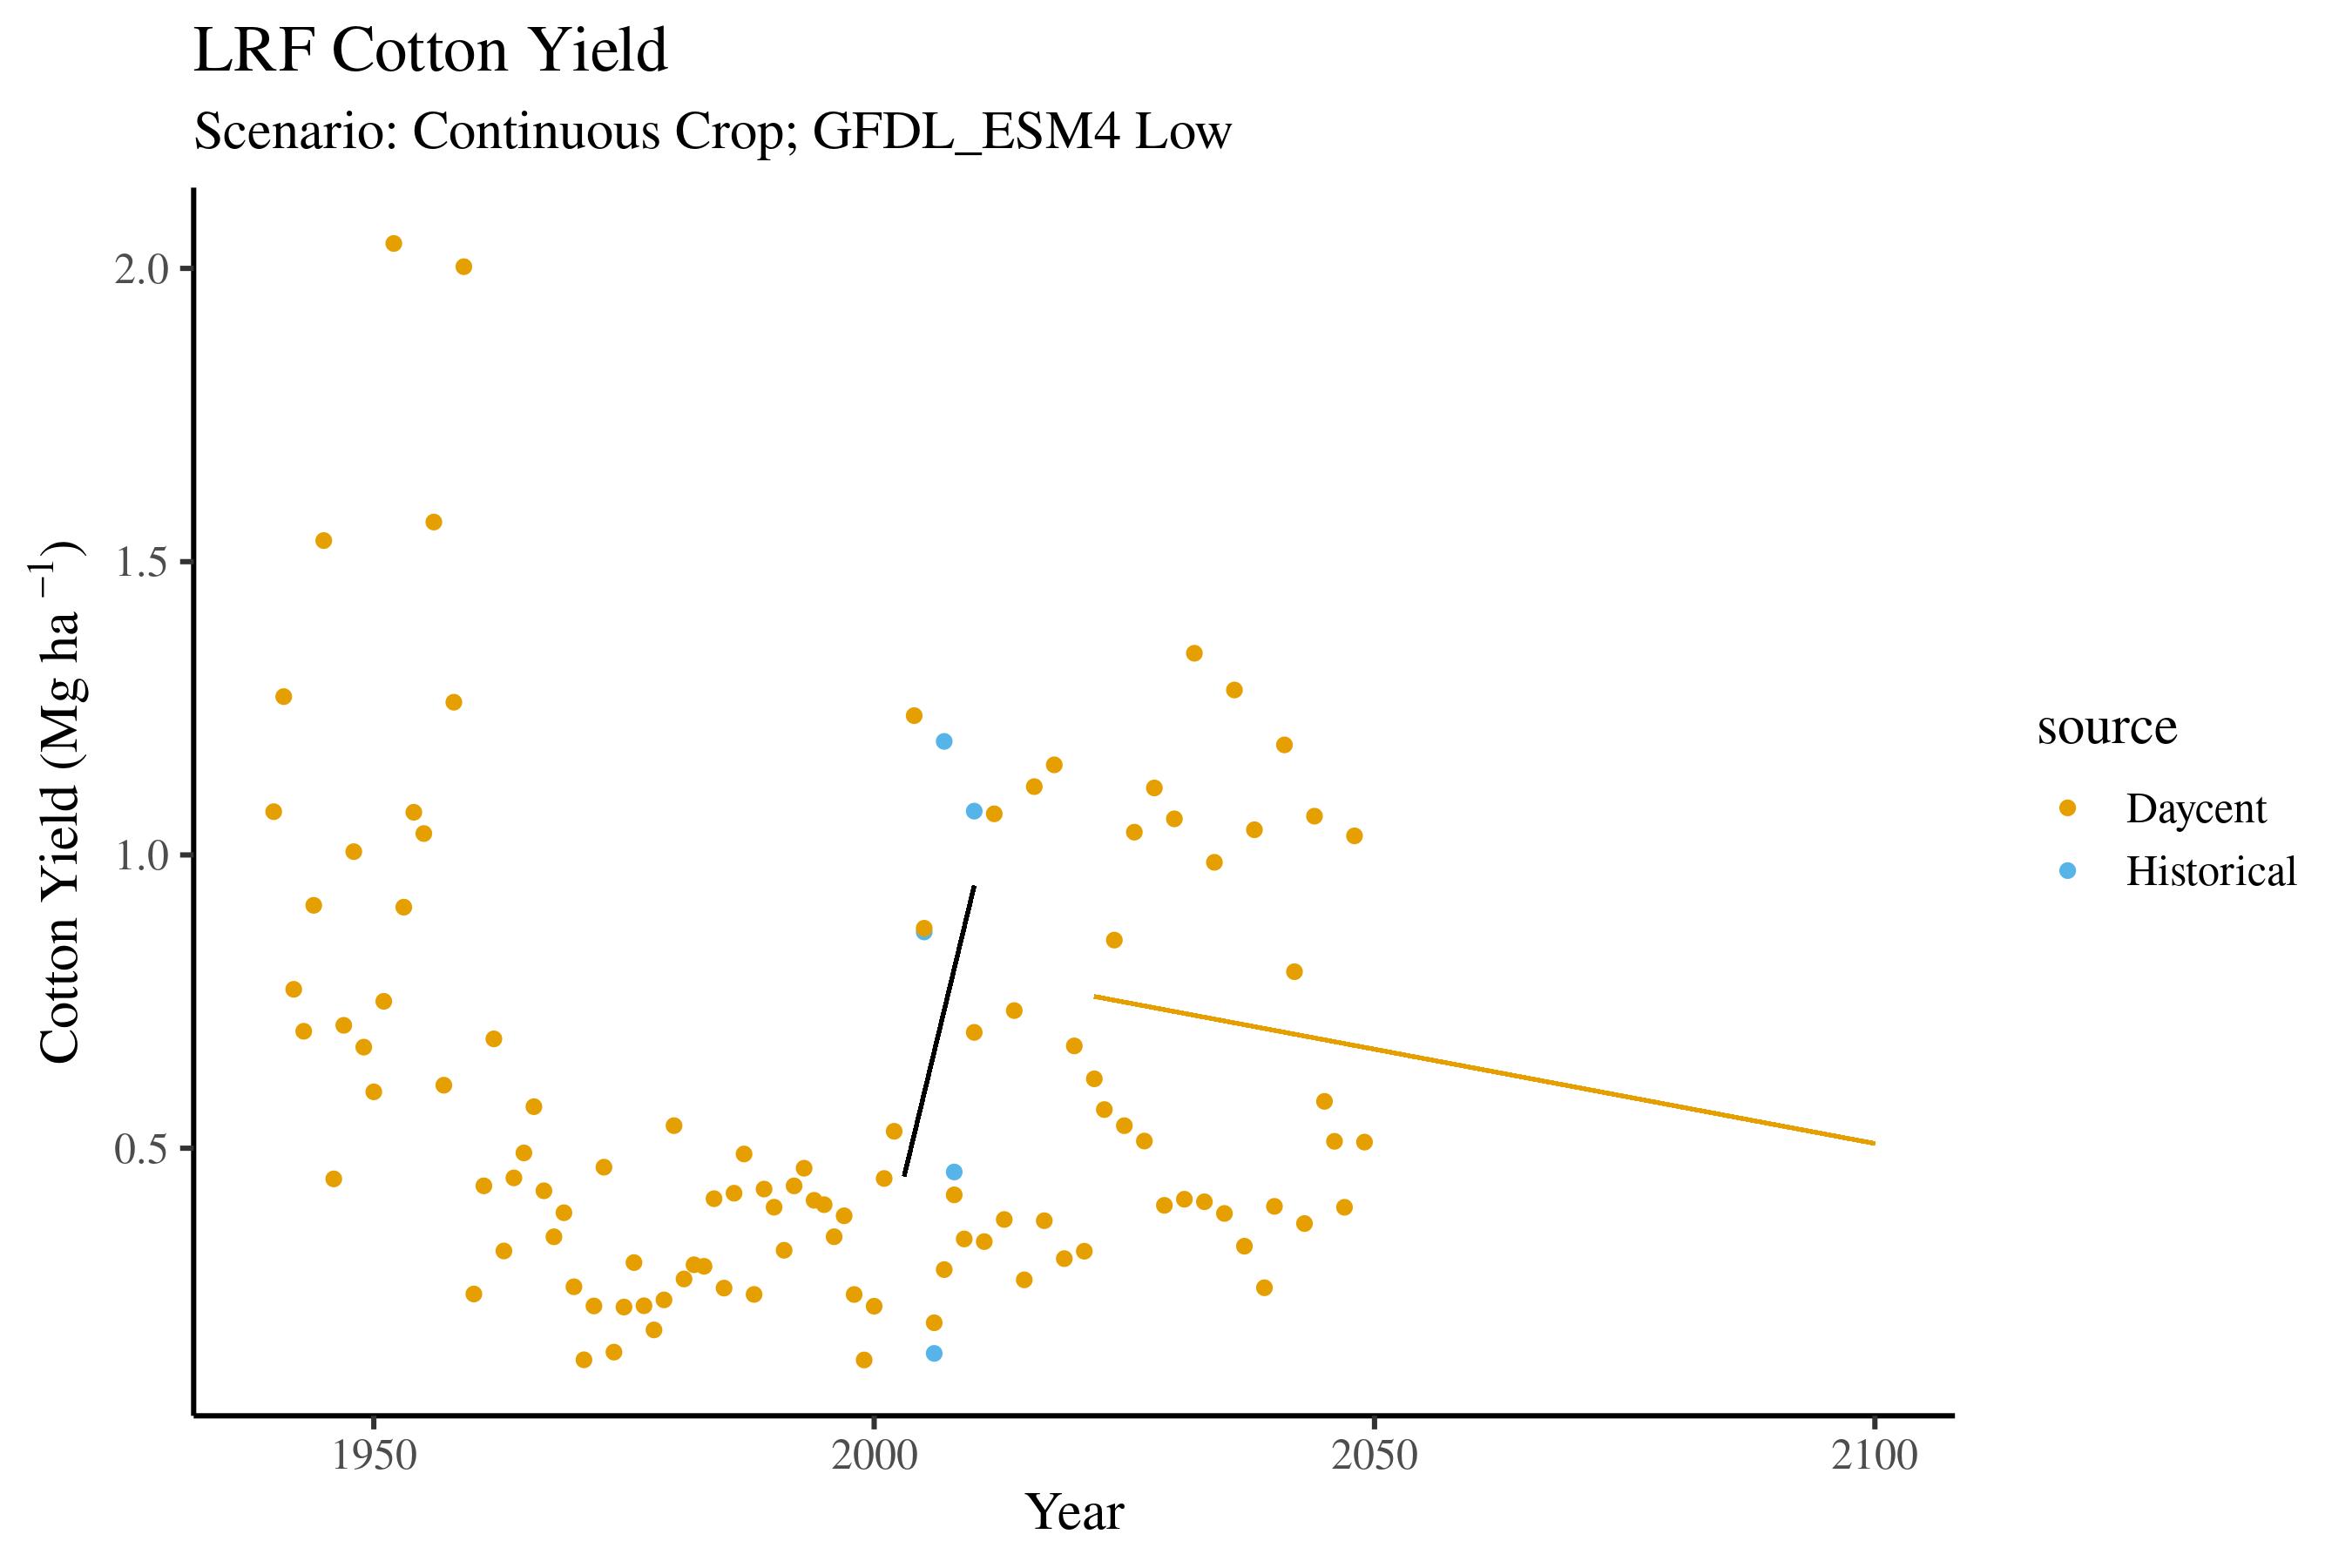 LRF Cotton Yield
Scenario: Continuous Crop; GFDL_ESM4 Low
Cotton Yield (Mg ha −1)
2.0
1.5
1.0
0.5
1950 2000 2050 2100
Year
source
Daycent
Historical